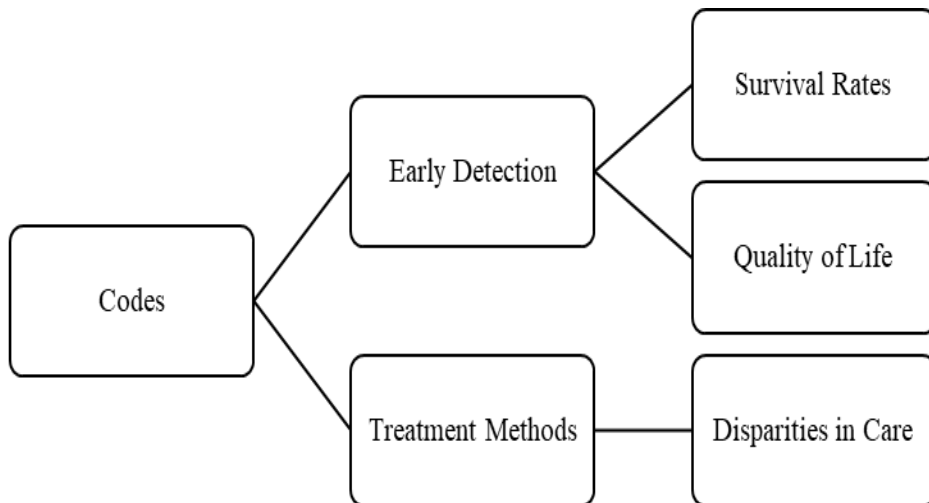 Survival Rates
Early Detection
Quality of Life
Codes
Treatment Methods
Disparities in Care